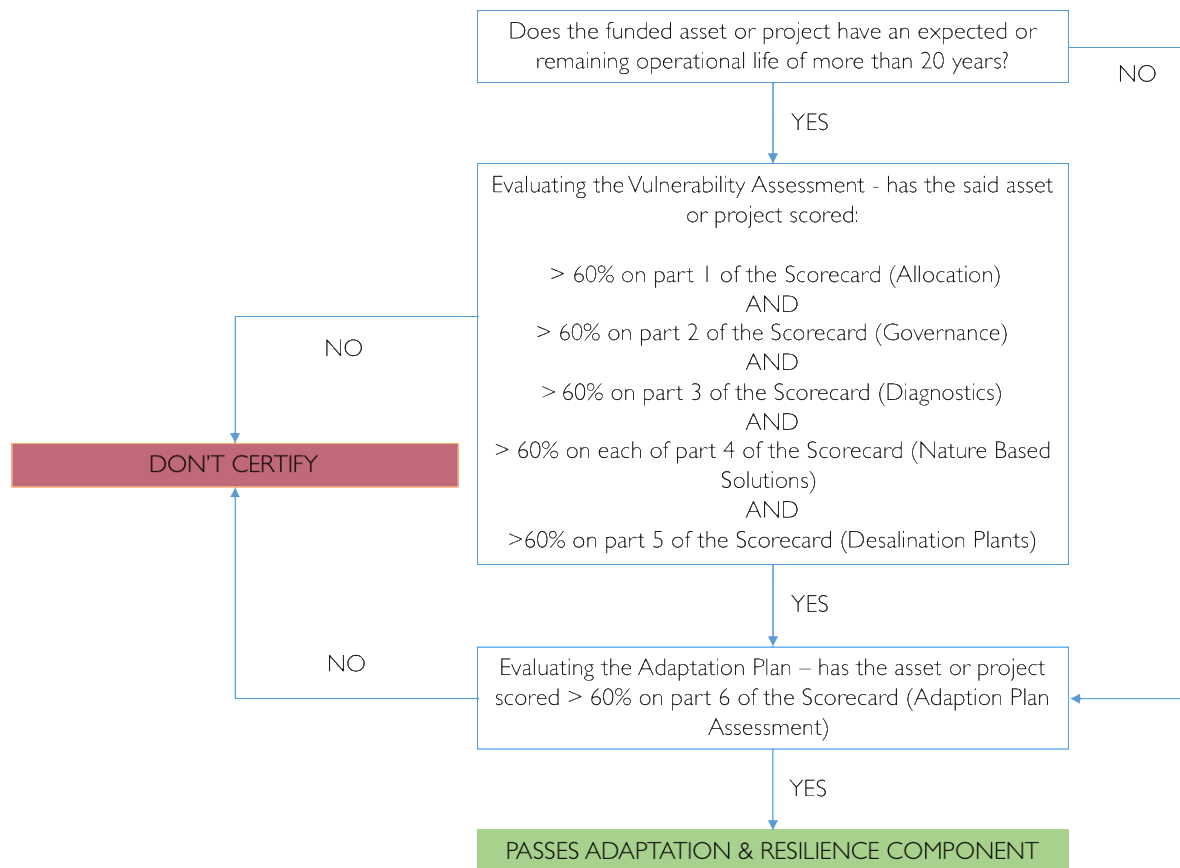 Does the funded asset or project have an expected or
remaining operational life of more than 20 years?
NO
YES
Evaluating the Vulnerability Assessment - has the said asset
or project scored:
> 60% on part 1 of the Scorecard (Allocation)
AND
> 60% on part 2 of the Scorecard (Governance)
AND
> 60% on part 3 of the Scorecard (Diagnostics)
AND
> 60% on each of part 4 of the Scorecard (Nature Based
Solutions)
AND
>60% on part 5 of the Scorecard (Desalination Plants)
NO
DON'T CERTIFY
YES
NO
Evaluating the Adaptation Plan – has the asset or project
scored > 60% on part 6 of the Scorecard (Adaption Plan
Assessment)
YES
PASSES ADAPTATION & RESILIENCE COMPONENT